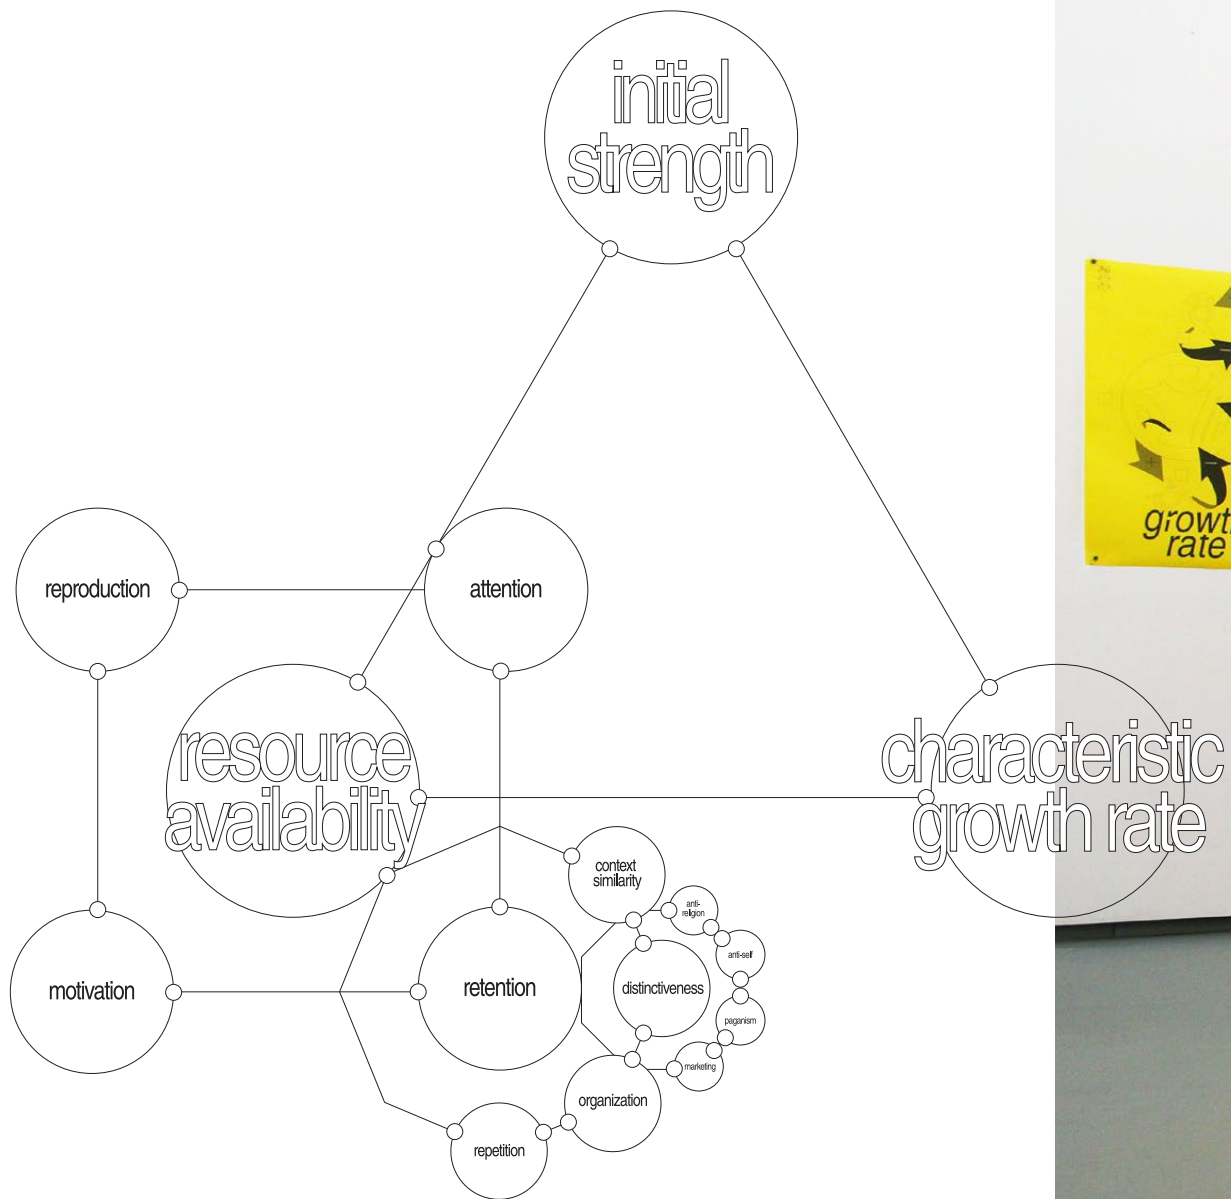 initial
strength
reproduction
attention
growt
rate
resource
availability
characteristic
growth rate
context
similarity
anti-
religion
anti-self
motivation
retention
distinctiveness
paganism
marketing
organization
repetition